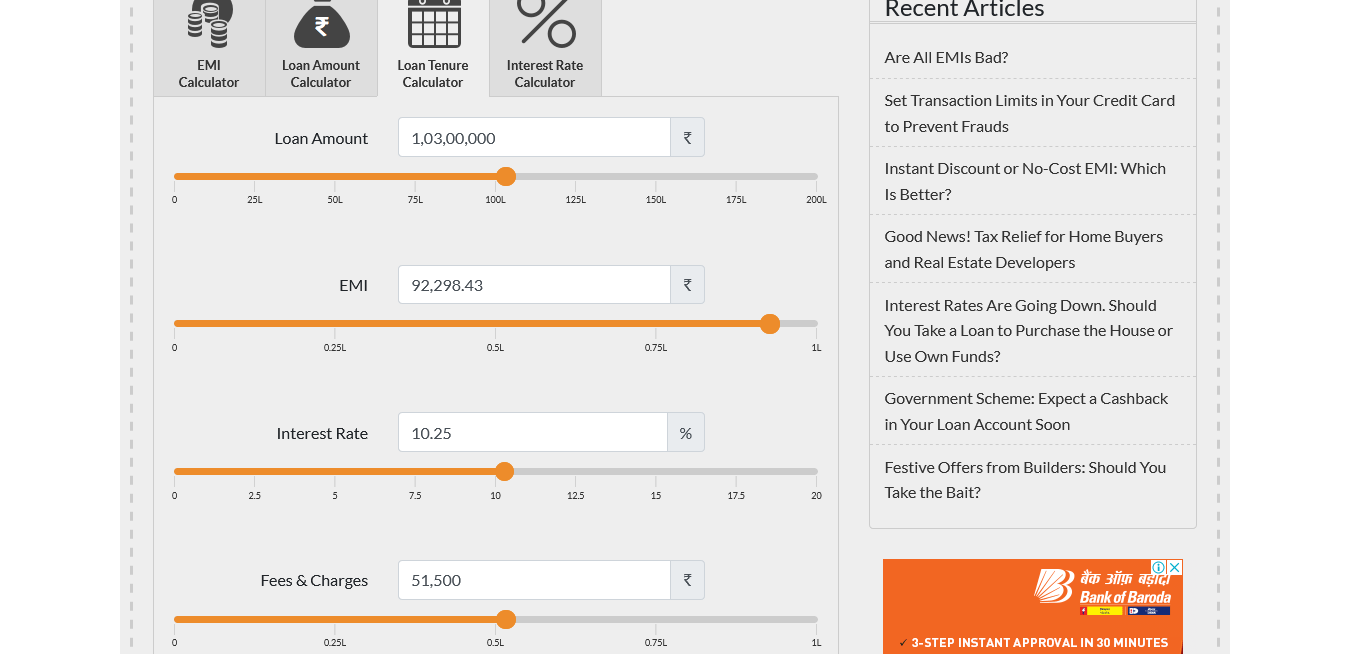 EMI
Calculator
Loan Amount
Calculator
Loan Tenure
Calculator
Interest Rate
Calculator
Loan Amount
1,03,00,000
₹
0 25L 50L 75L 100L 125L 150L 175L 200L
EMI
92,298.43
₹
0 0.25L 0.5L 0.75L 1L
Interest Rate
10.25
%
0 2.5 5 7.5 10 12.5 15 17.5 20
Fees & Charges
51,500
₹
0 0.25L 0.5L 0.75L 1L
Recent Articles
Are All EMIs Bad?
Set Transaction Limits in Your Credit Card
to Prevent Frauds
Instant Discount or No-Cost EMI: Which
Is Better?
Good News! Tax Relief for Home Buyers
and Real Estate Developers
Interest Rates Are Going Down. Should
You Take a Loan to Purchase the House or
Use Own Funds?
Government Scheme: Expect a Cashback
in Your Loan Account Soon
Festive Offers from Builders: Should You
Take the Bait?
बैंक ऑफ़ बड़ौदा
Bank of Baroda
✓ 3-STEP INSTANT APPROVAL IN 30 MINUTES